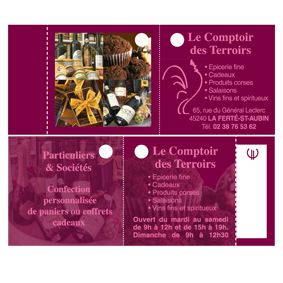 Le Comptoir
des Terroirs
• Epicerie fine
• Cadeaux
• Produits corses
• Salaisons
• Vins fins et spiritueux
65, rue du Général Leclerc
45240 LA FERTÉ-ST-AUBIN
Tél. 02 38 76 53 62
Particuliers
& Sociétés
Confection
personnalisée
de paniers ou coffrets
cadeaux
Le Comptoir
des Terroirs
• Epicerie fine
• Cadeaux
• Produits corses
• Salaisons
• Vins fins et spiritueux
Ouvert du mardi au samedi
de 9h à 12h et de 15h à 19h.
Dimanche de 9h à 12h30